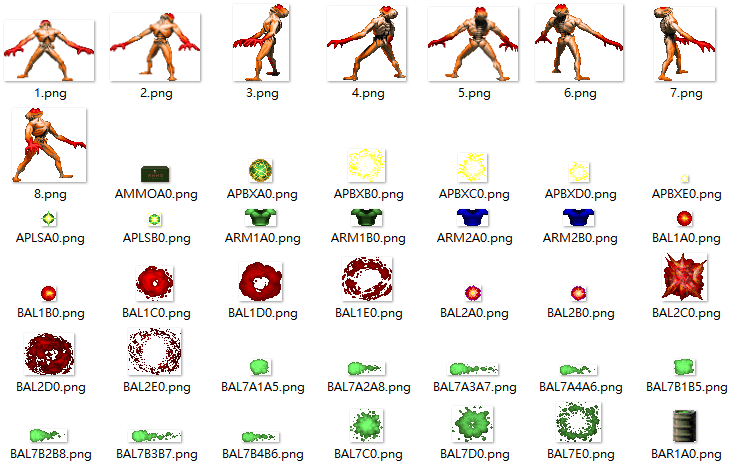 1.png 2.png 3.png 4.png 5.png 6.png 7.png
8.png AMMOA0.png APBXA0.png APBXB0.png APBXC0.png APBXD0.png APBXE0.png
APLSA0.png APLSB0.png ARM1A0.png ARM1B0.png ARM2A0.png ARM2B0.png BAL1A0.png
BAL1B0.png BAL1C0.png BAL1D0.png BAL1E0.png BAL2A0.png BAL2B0.png BAL2C0.png
BAL2D0.png BAL2E0.png BAL7A1A5.png BAL7A2A8.png BAL7A3A7.png BAL7A4A6.png BAL7B1B5.png
BAL7B2B8.png BAL7B3B7.png BAL7B4B6.png BAL7C0.png BAL7D0.png BAL7E0.png BAR1A0.png